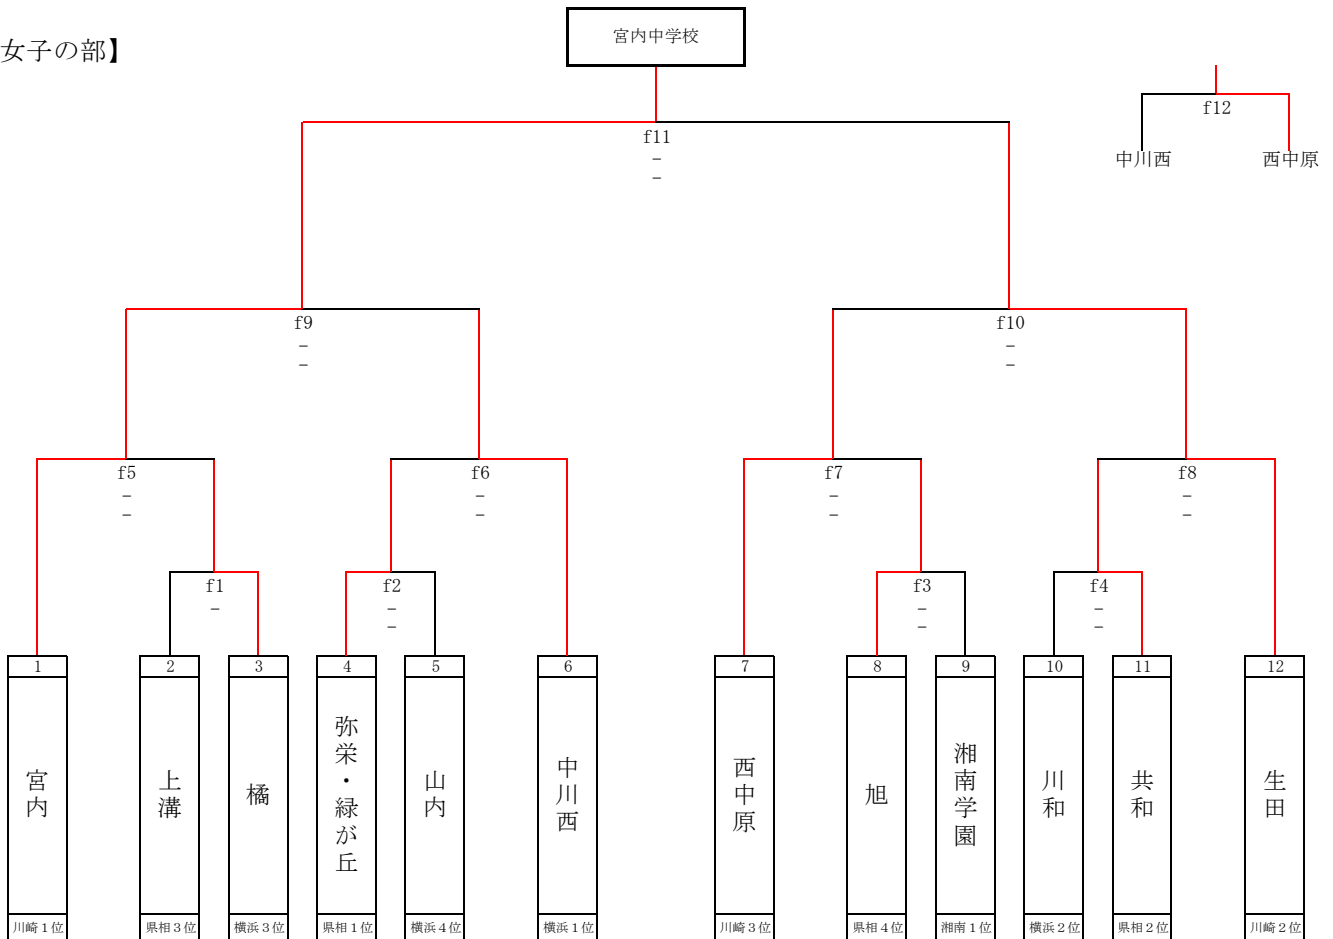 宮内中学校
女子の部】
f12
中川西
西中原
f11
-
-
f9
-
-
f10
-
-
f5
-
-
f6
-
-
f7
-
-
f8
-
-
f1
-
f2
-
-
f3
-
-
f4
-
-
1
2
3
4
5
6
7
8
9
10
11
12
宮内
上溝
橘
弥栄・緑が丘
山内
中川西
西中原
旭
湘南学園
川和
共和
生田
川崎1位
県相3位
横浜3位
県相1位
横浜4位
横浜1位
川崎3位
県相4位
湘南1位
横浜2位
県相2位
川崎2位